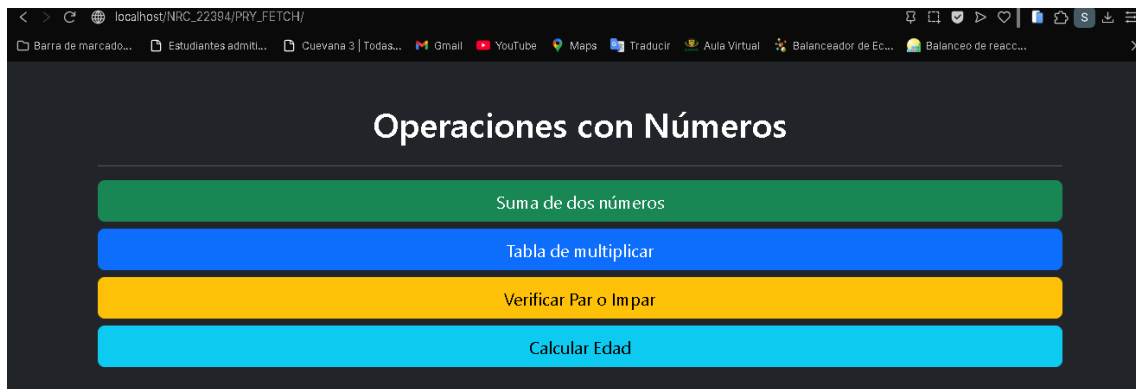 localhost/NRC_22394/PRY_FETCH/ S
Barra de marcado... Estudiantes admiti... Cuevana 3 | Todas... Gmail YouTube Maps Traducir Aula Virtual Balanceador de Ec... Balanceo de reacc...
Operaciones con Números
Suma de dos números
Tabla de multiplicar
Verificar Par o Impar
Calcular Edad